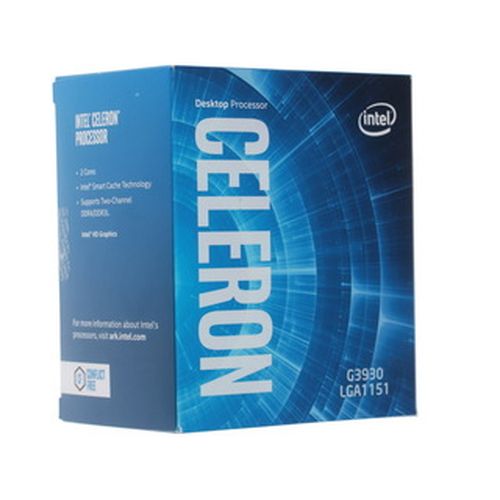 INTEL® CELERON®
PROCESSOR
• 2 Cores
• Intel® Smart Cache Technology
• Supports Two-Channel
DDR4/DDR3L
Intel® HD Graphics
For more information about Intel's
processors, visit ark.intel.com
CONFLICT
FREE
Desktop Processor
CELERON
intel
G3930
LGA1151